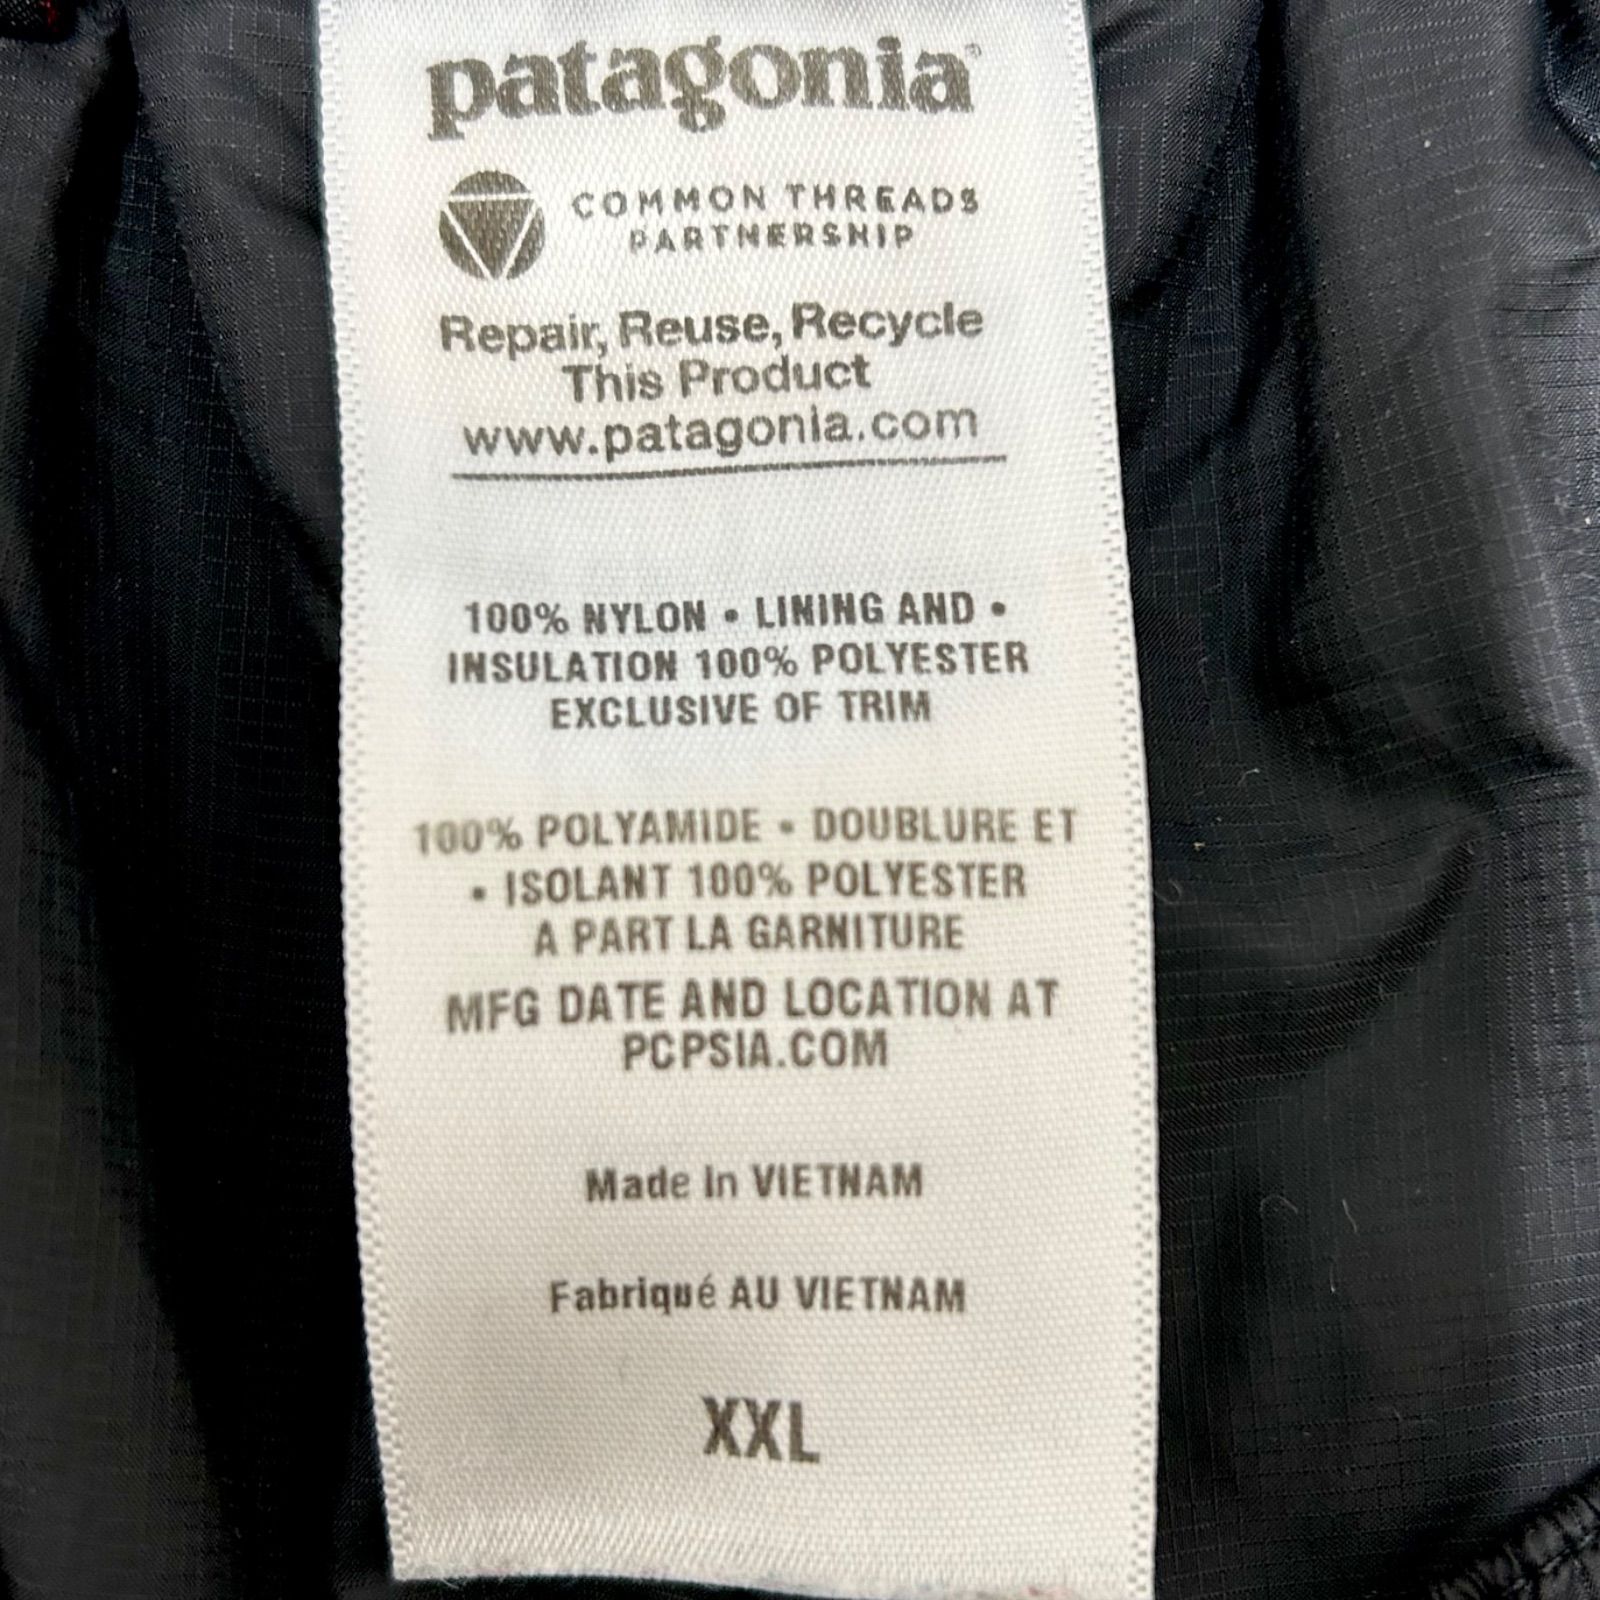 patagonia®
COMMON THREADS
PARTNERSHIP
Repair, Reuse, Recycle
This Product
www.patagonia.com
100% NYLON • LINING AND •
INSULATION 100% POLYESTER
EXCLUSIVE OF TRIM
100% POLYAMIDE • DOUBLURE ET
• ISOLANT 100% POLYESTER
A PART LA GARNITURE
MFG DATE AND LOCATION AT
PCPSIA.COM
Made In VIETNAM
Fabriqué AU VIETNAM
XXL